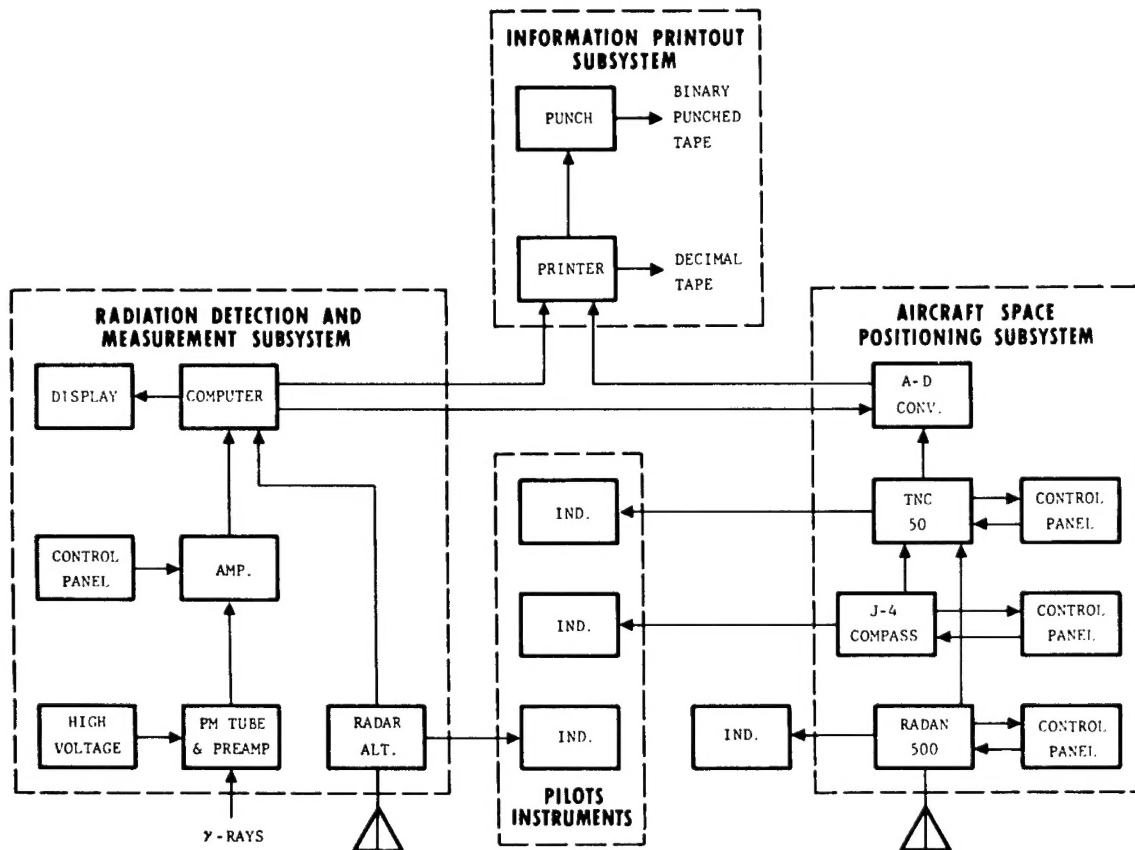 INFORMATION PRINTOUT
SUBSYSTEM
PUNCH
BINARY
PUNCHED
TAPE
PRINTER
DECIMAL
TAPE
RADIATION DETECTION AND
MEASUREMENT SUBSYSTEM
DISPLAY
COMPUTER
CONTROL
PANEL
AMP.
HIGH
VOLTAGE
PM TUBE
& PREAMP
RADAR
ALT.
γ-RAYS
IND.
IND.
IND.
PILOTS
INSTRUMENTS
AIRCRAFT SPACE
POSITIONING SUBSYSTEM
A-D
CONV.
TNC
50
CONTROL
PANEL
J-4
COMPASS
CONTROL
PANEL
IND.
RADAN
500
CONTROL
PANEL